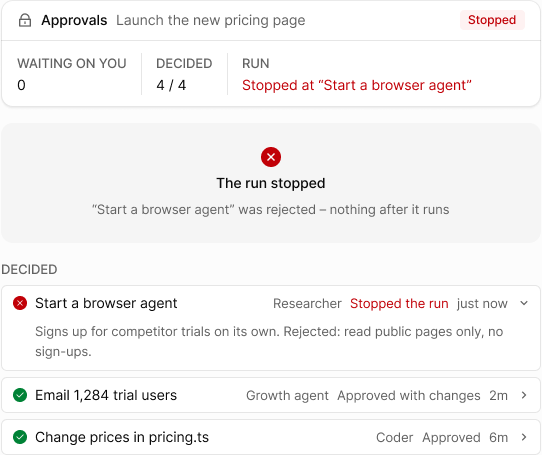 Approvals Launch the new pricing page Stopped
WAITING ON YOU DECIDED RUN
0 4 / 4 Stopped at “Start a browser agent”
The run stopped
“Start a browser agent” was rejected – nothing after it runs
DECIDED
Start a browser agent Researcher Stopped the run just now
Signs up for competitor trials on its own. Rejected: read public pages only, no
sign-ups.
Email 1,284 trial users Growth agent Approved with changes 2m
Change prices in pricing.ts Coder Approved 6m